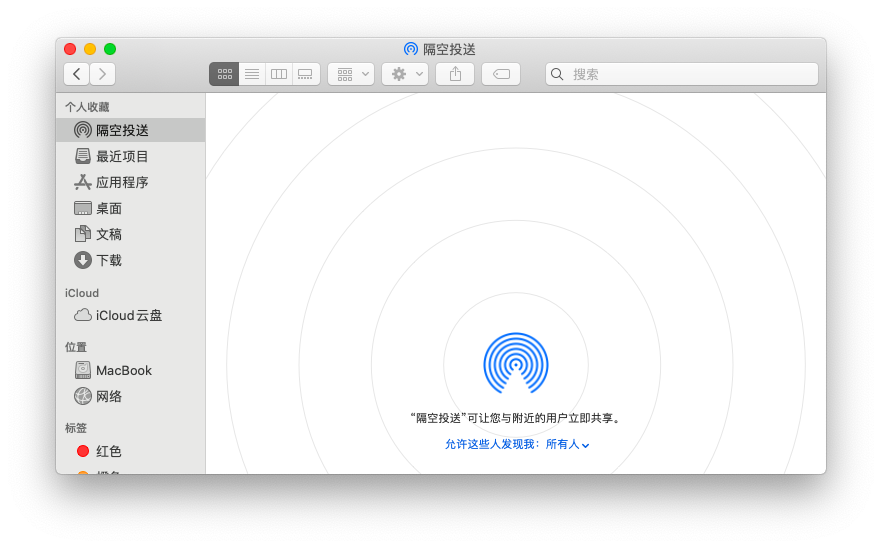 隔空投送
搜索
个人收藏
隔空投送
最近项目
应用程序
桌面
文稿
下载
iCloud
iCloud云盘
位置
MacBook
网络
标签
红色
“隔空投送”可让您与附近的用户立即共享。
允许这些人发现我：所有人